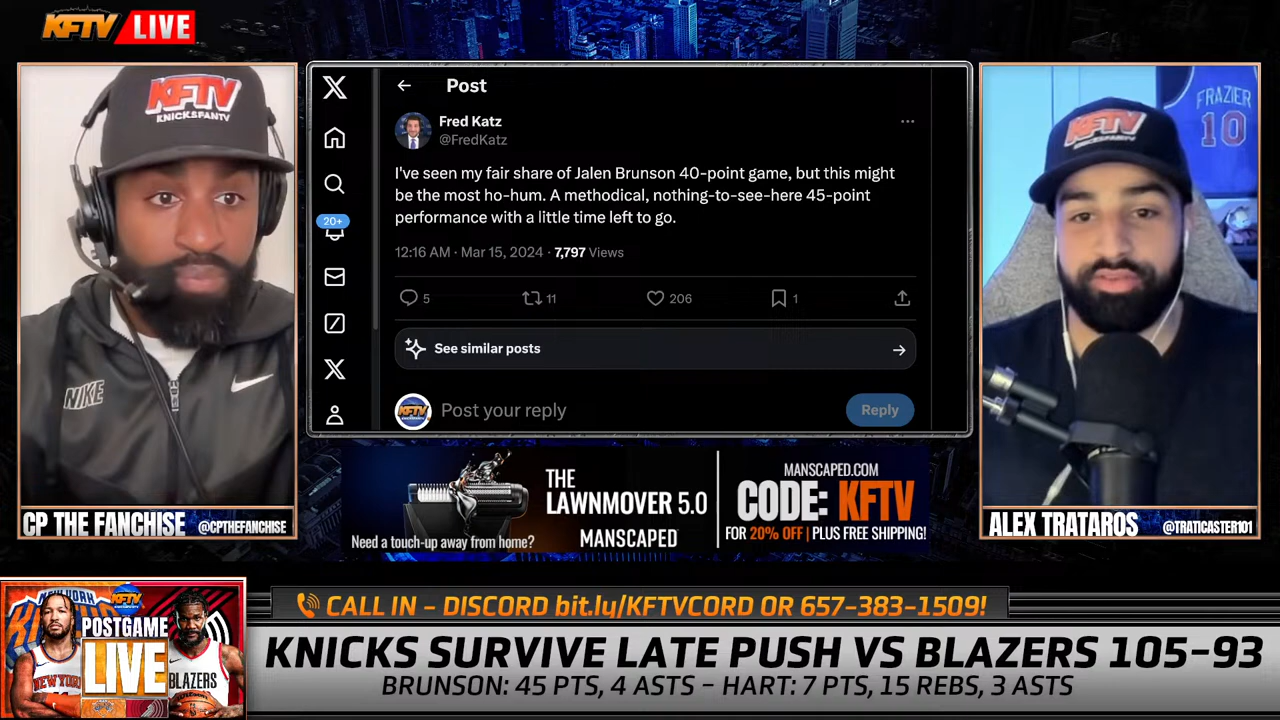 KFTV LIVE
KFTV
KNICKSFANTV
NIKE
CP THE FANCHISE @CPTHEFANCHISE
Post
Fred Katz
@FredKatz
I've seen my fair share of Jalen Brunson 40-point game, but this might
be the most ho-hum. A methodical, nothing-to-see-here 45-point
performance with a little time left to go.
12:16 AM · Mar 15, 2024 · 7,797 Views
5 11 206 1
20+
See similar posts
KFTV
Post your reply
Reply
FRAZIER
10
KFTV
ALEX TRATAROS @TRATICASTER101
THE
LAWNMOVER 5.0
MANSCAPED
Need a touch-up away from home?
MANSCAPED.COM
CODE: KFTV
FOR 20% OFF | PLUS FREE SHIPPING!
POSTGAME
LIVE
NEW YORK
BLAZERS
CALL IN – DISCORD bit.ly/KFTVCORD OR 657-383-1509!
KNICKS SURVIVE LATE PUSH VS BLAZERS 105-93
BRUNSON: 45 PTS, 4 ASTS – HART: 7 PTS, 15 REBS, 3 ASTS